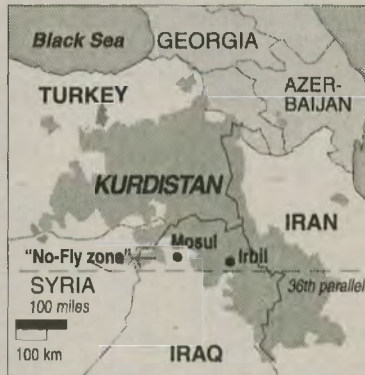 Black Sea
GEORGIA
AZER-
BAIJAN
TURKEY
KURDISTAN
IRAN
"No-Fly zone"
Mosul
Irbil
SYRIA
36th parallel
100 miles
100 km
IRAQ